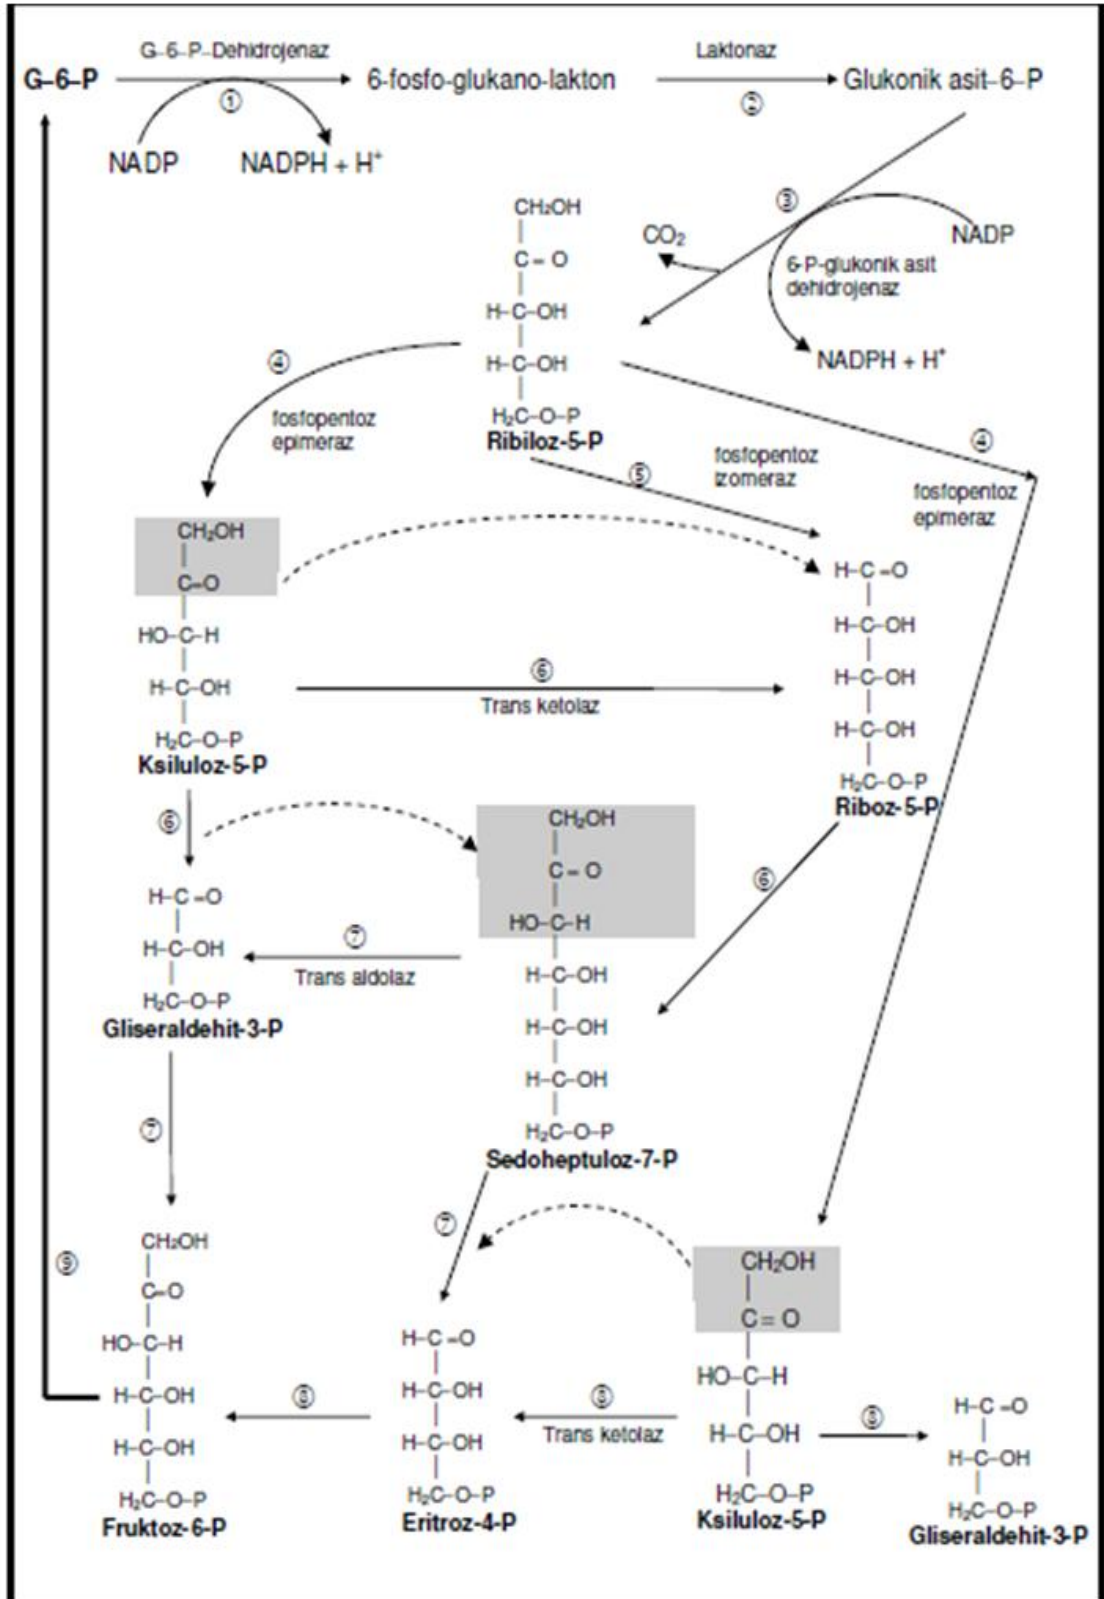 G–6–P–Dehidrojenaz
Laktonaz
G–6–P
6-fosfo-glukano-lakton
Glukonik asit–6–P
①
②
NADP
NADPH + H⁺
③
CO₂
NADP
6-P-glukonik asit
dehidrojenaz
NADPH + H⁺
CH₂OH
C=O
H–C–OH
H–C–OH
H₂C–O–P
Ribiloz-5-P
④
fosfopentoz
epimeraz
⑤
fosfopentoz
izomeraz
④
fosfopentoz
epimeraz
CH₂OH
C=O
HO–C–H
H–C–OH
H₂C–O–P
Ksiluloz-5-P
⑥
Trans ketolaz
H–C=O
H–C–OH
H–C–OH
H–C–OH
H₂C–O–P
Riboz-5-P
⑥
⑥
H–C=O
H–C–OH
H₂C–O–P
Gliseraldehit-3-P
⑦
Trans aldolaz
CH₂OH
C=O
HO–C–H
H–C–OH
H–C–OH
H–C–OH
H₂C–O–P
Sedoheptuloz-7-P
⑦
⑦
⑨
CH₂OH
C=O
HO–C–H
H–C–OH
H–C–OH
H₂C–O–P
Fruktoz-6-P
⑧
H–C=O
H–C–OH
H–C–OH
H₂C–O–P
Eritroz-4-P
⑧
Trans ketolaz
CH₂OH
C=O
HO–C–H
H–C–OH
H₂C–O–P
Ksiluloz-5-P
⑧
H–C=O
H–C–OH
H₂C–O–P
Gliseraldehit-3-P